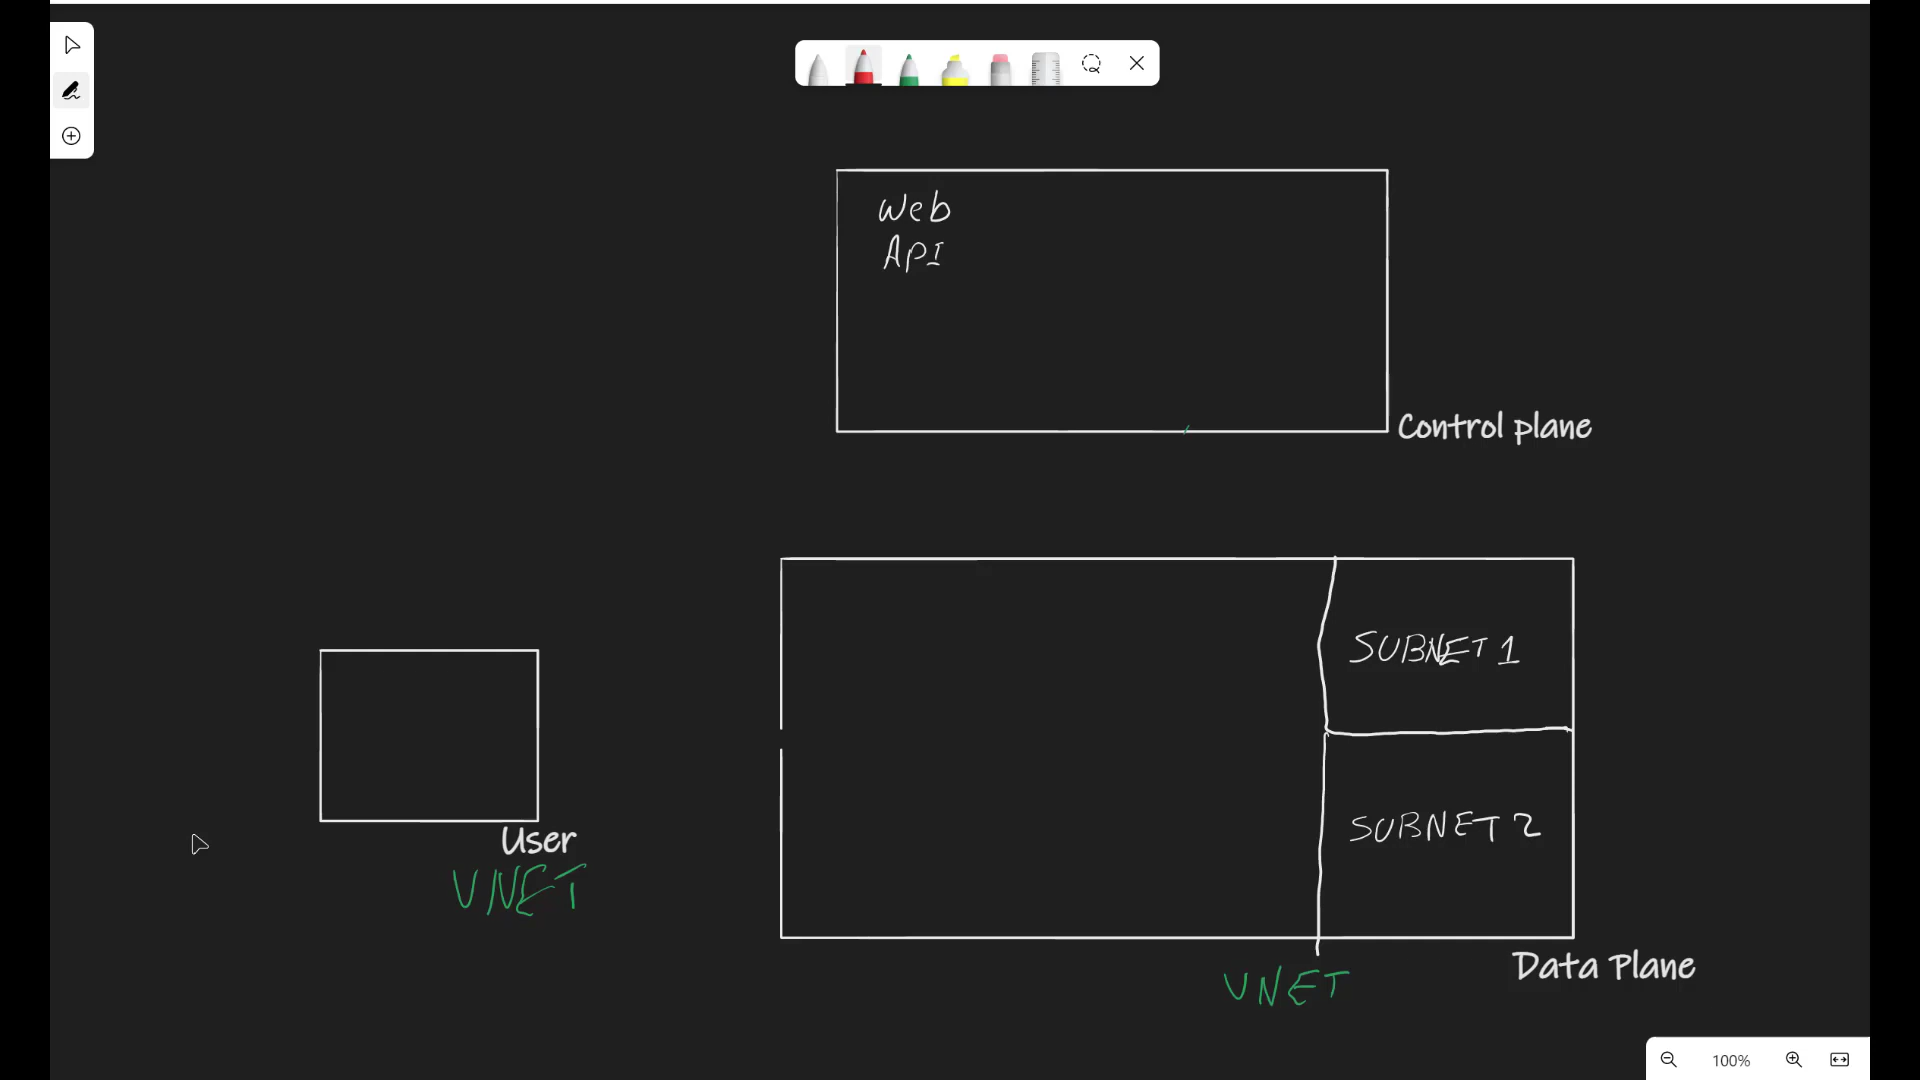 Web
API
Control plane
SUBNET 1
SUBNET 2
User
VNET
Data Plane
VNET
100%